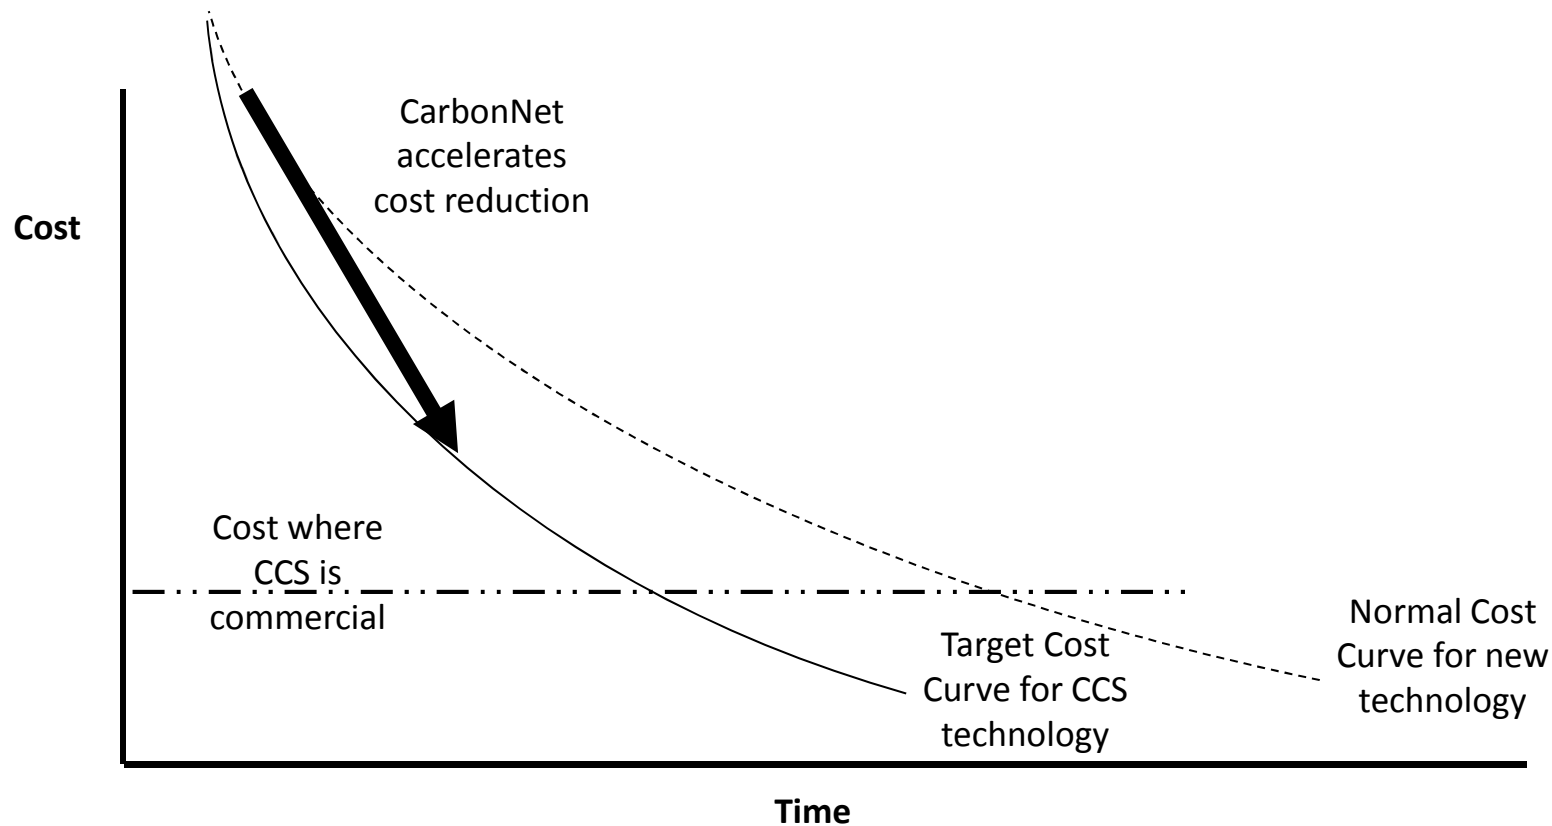 CarbonNet
accelerates
cost reduction
Cost
Cost where
CCS is
commercial
Target Cost
Curve for CCS
technology
Normal Cost
Curve for new
technology
Time